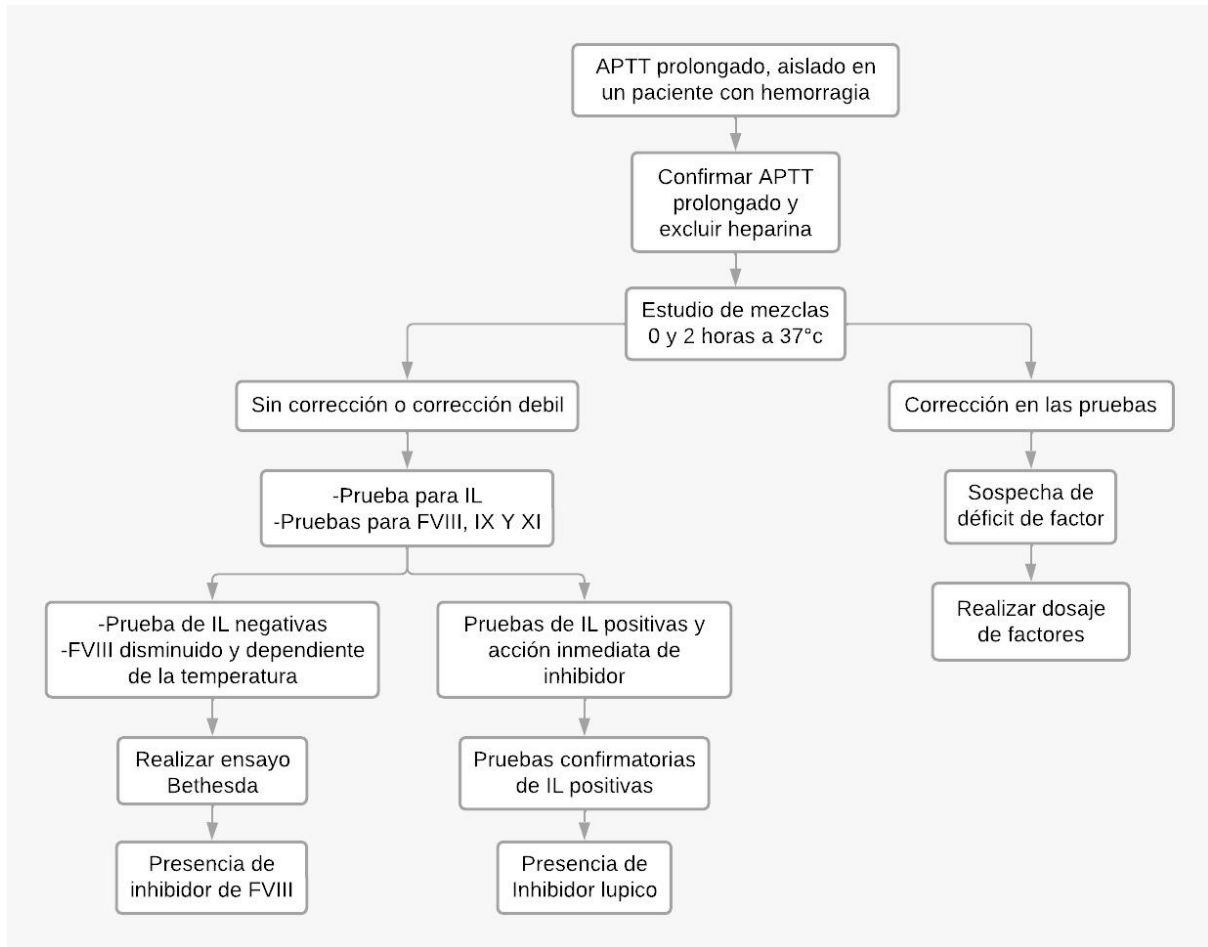 APTT prolongado, aislado en
un paciente con hemorragia
Confirmar APTT
prolongado y
excluir heparina
Estudio de mezclas
0 y 2 horas a 37°c
Sin corrección o corrección debil
Corrección en las pruebas
-Prueba para IL
-Pruebas para FVIII, IX Y XI
Sospecha de
déficit de factor
-Prueba de IL negativas
-FVIII disminuido y dependiente
de la temperatura
Pruebas de IL positivas y
acción inmediata de
inhibidor
Realizar dosaje
de factores
Realizar ensayo
Bethesda
Pruebas confirmatorias
de IL positivas
Presencia de
inhibidor de FVIII
Presencia de
Inhibidor lupico